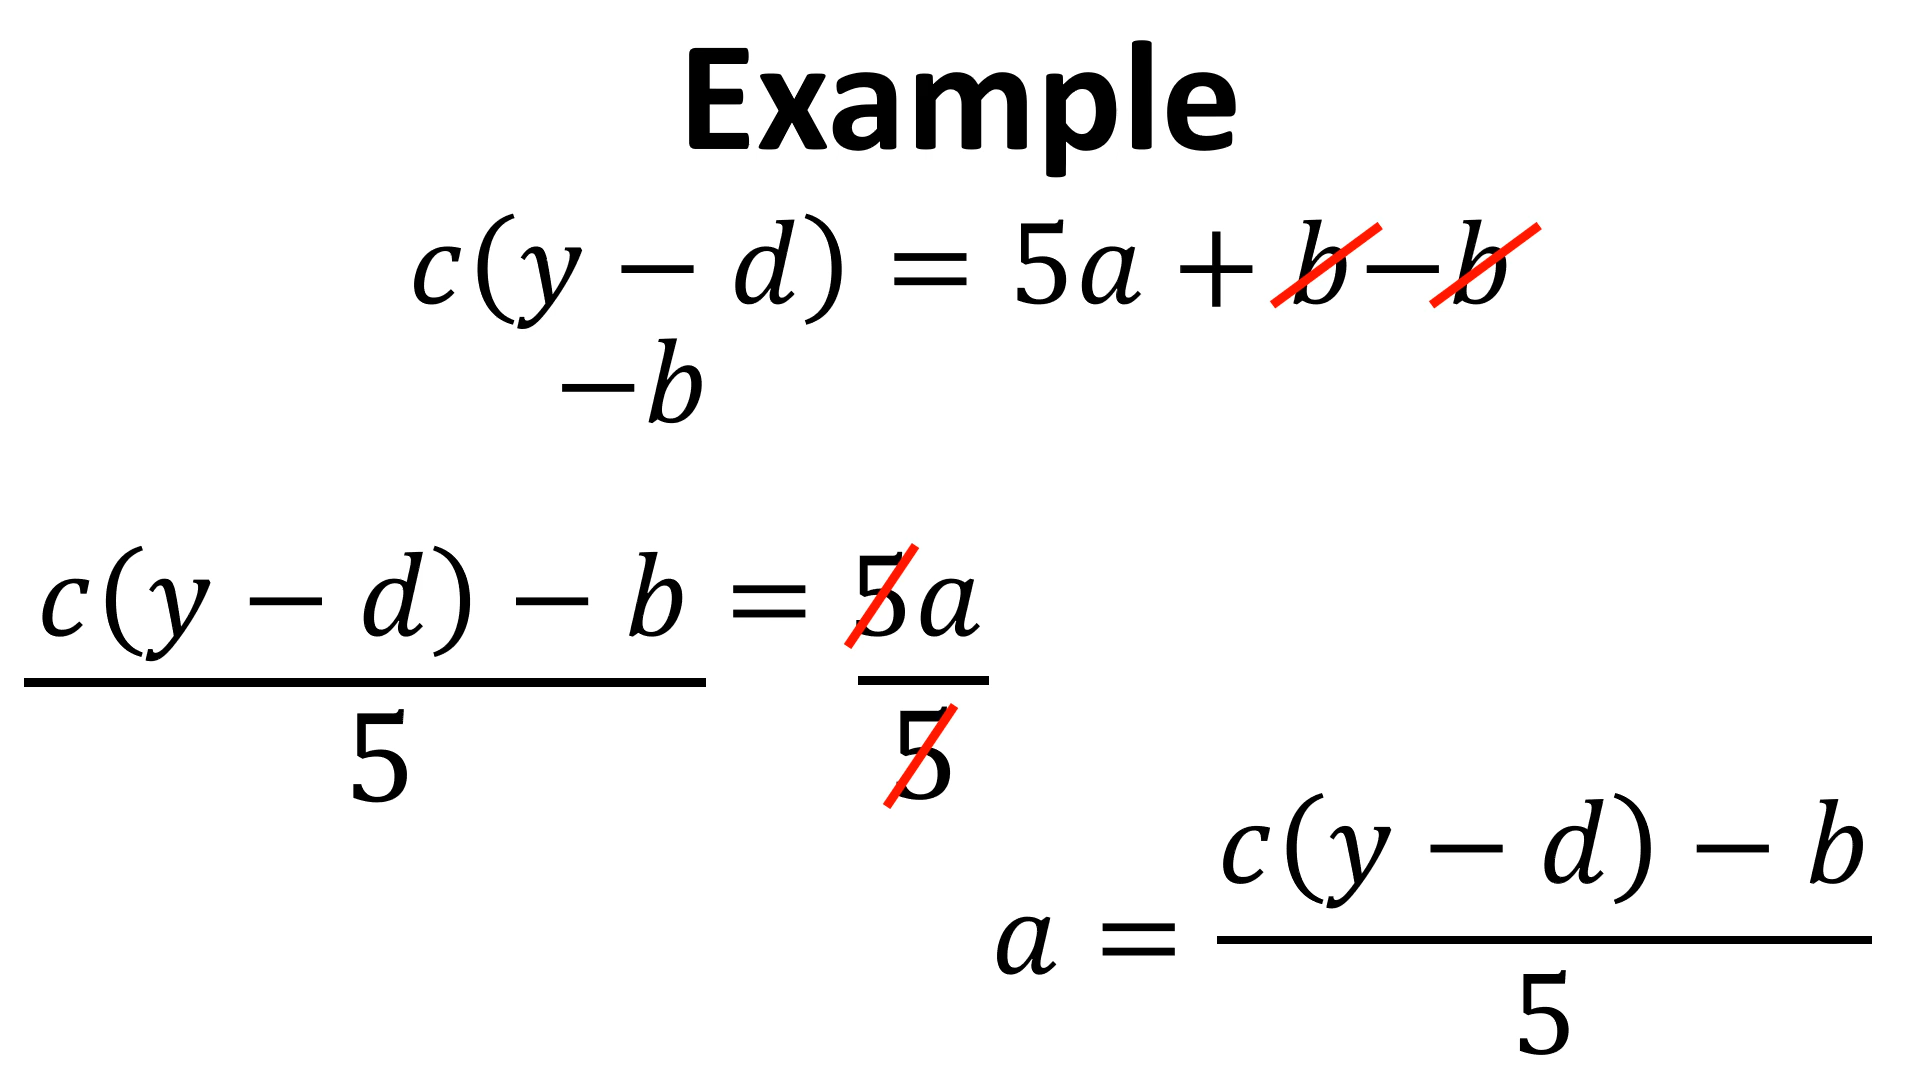 Example
c(y − d) = 5a + b − b
−b
c(y − d) − b = 5a
5 5
c(y − d) − b
a =
5